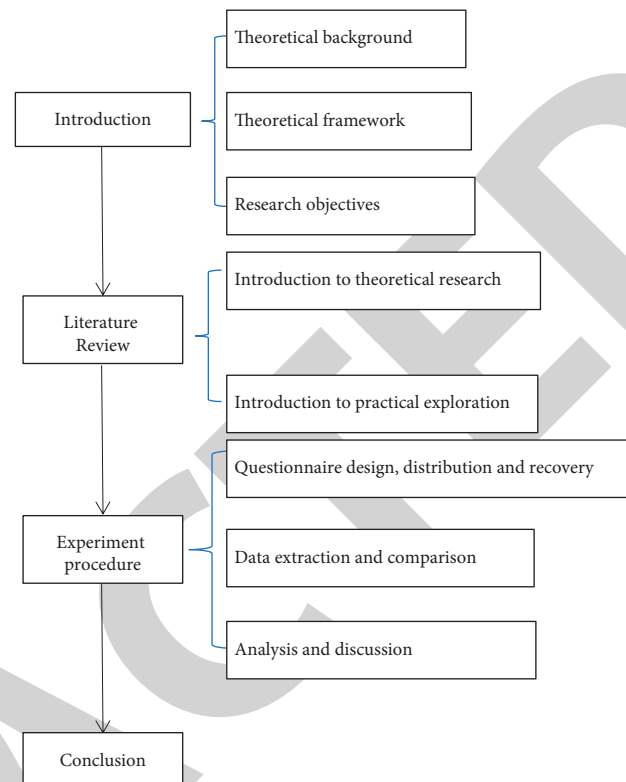 Theoretical background
Introduction
Theoretical framework
Research objectives
Introduction to theoretical research
Literature
Review
Introduction to practical exploration
Questionnaire design, distribution and recovery
Experiment
procedure
Data extraction and comparison
Analysis and discussion
Conclusion